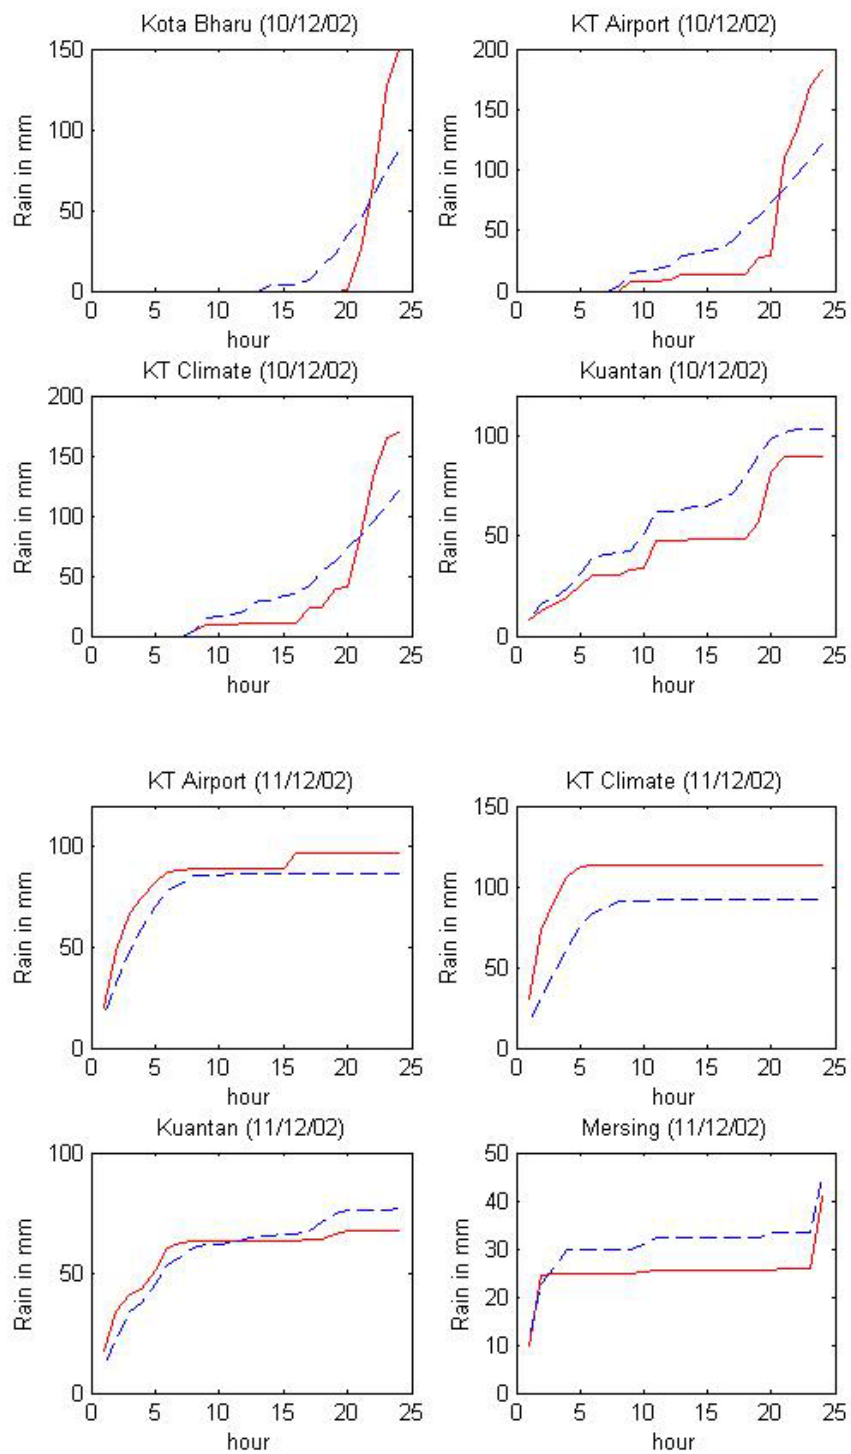 Kota Bharu (10/12/02)
Rain in mm
150
100
50
0
0 5 10 15 20 25
hour
KT Airport (10/12/02)
Rain in mm
200
150
100
50
0
0 5 10 15 20 25
hour
KT Climate (10/12/02)
Rain in mm
200
150
100
50
0
0 5 10 15 20 25
hour
Kuantan (10/12/02)
Rain in mm
100
50
0
0 5 10 15 20 25
hour
KT Airport (11/12/02)
Rain in mm
100
50
0
0 5 10 15 20 25
hour
KT Climate (11/12/02)
Rain in mm
150
100
50
0
0 5 10 15 20 25
hour
Kuantan (11/12/02)
Rain in mm
100
50
0
0 5 10 15 20 25
hour
Mersing (11/12/02)
Rain in mm
50
40
30
20
10
0
0 5 10 15 20 25
hour